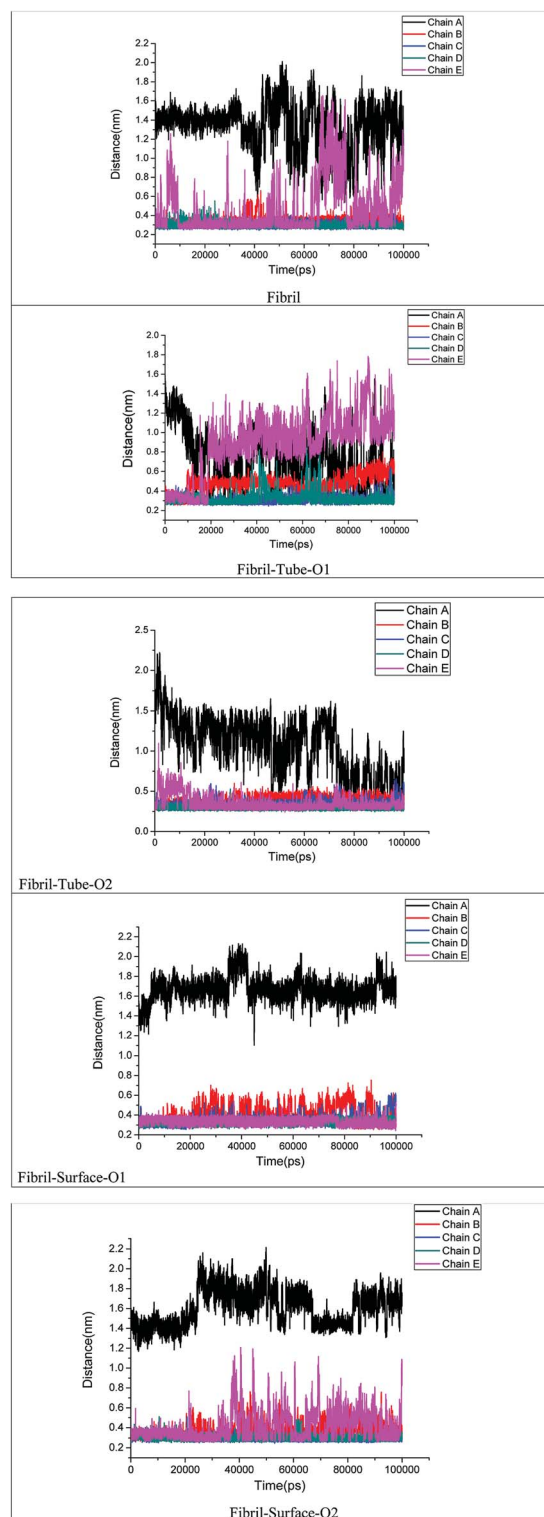 Chain A
Chain B
Chain C
Chain D
Chain E
2.2
2.0
1.8
1.6
1.4
1.2
1.0
0.8
0.6
0.4
0.2
Distance(nm)
0 20000 40000 60000 80000 100000
Time(ps)
Fibril
Chain A
Chain B
Chain C
Chain D
Chain E
2.0
1.8
1.6
1.4
1.2
1.0
0.8
0.6
0.4
0.2
Distance(nm)
0 20000 40000 60000 80000 100000
Time(ps)
Fibril-Tube-O1
Chain A
Chain B
Chain C
Chain D
Chain E
2.5
2.0
1.5
1.0
0.5
0.0
Distance(nm)
0 20000 40000 60000 80000 100000
Time(ps)
Fibril-Tube-O2
Chain A
Chain B
Chain C
Chain D
Chain E
2.2
2.0
1.8
1.6
1.4
1.2
1.0
0.8
0.6
0.4
0.2
Distance(nm)
0 20000 40000 60000 80000 100000
Time(ps)
Fibril-Surface-O1
Chain A
Chain B
Chain C
Chain D
Chain E
2.2
2.0
1.8
1.6
1.4
1.2
1.0
0.8
0.6
0.4
0.2
Distance(nm)
0 20000 40000 60000 80000 100000
Time(ps)
Fibril-Surface-O2